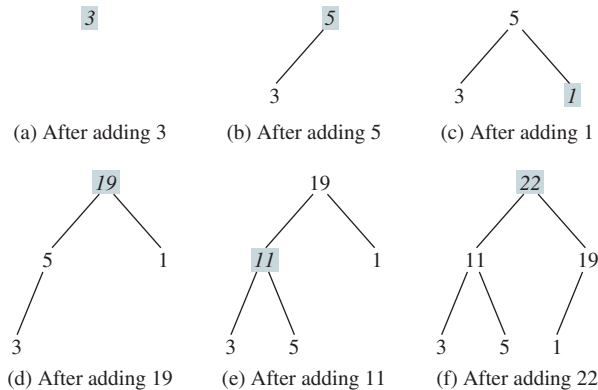 3 5 5
3 3 1
(a) After adding 3 (b) After adding 5 (c) After adding 1
19 19 22
5 1 11 1 11 19
3 3 5 3 5 1
(d) After adding 19 (e) After adding 11 (f) After adding 22